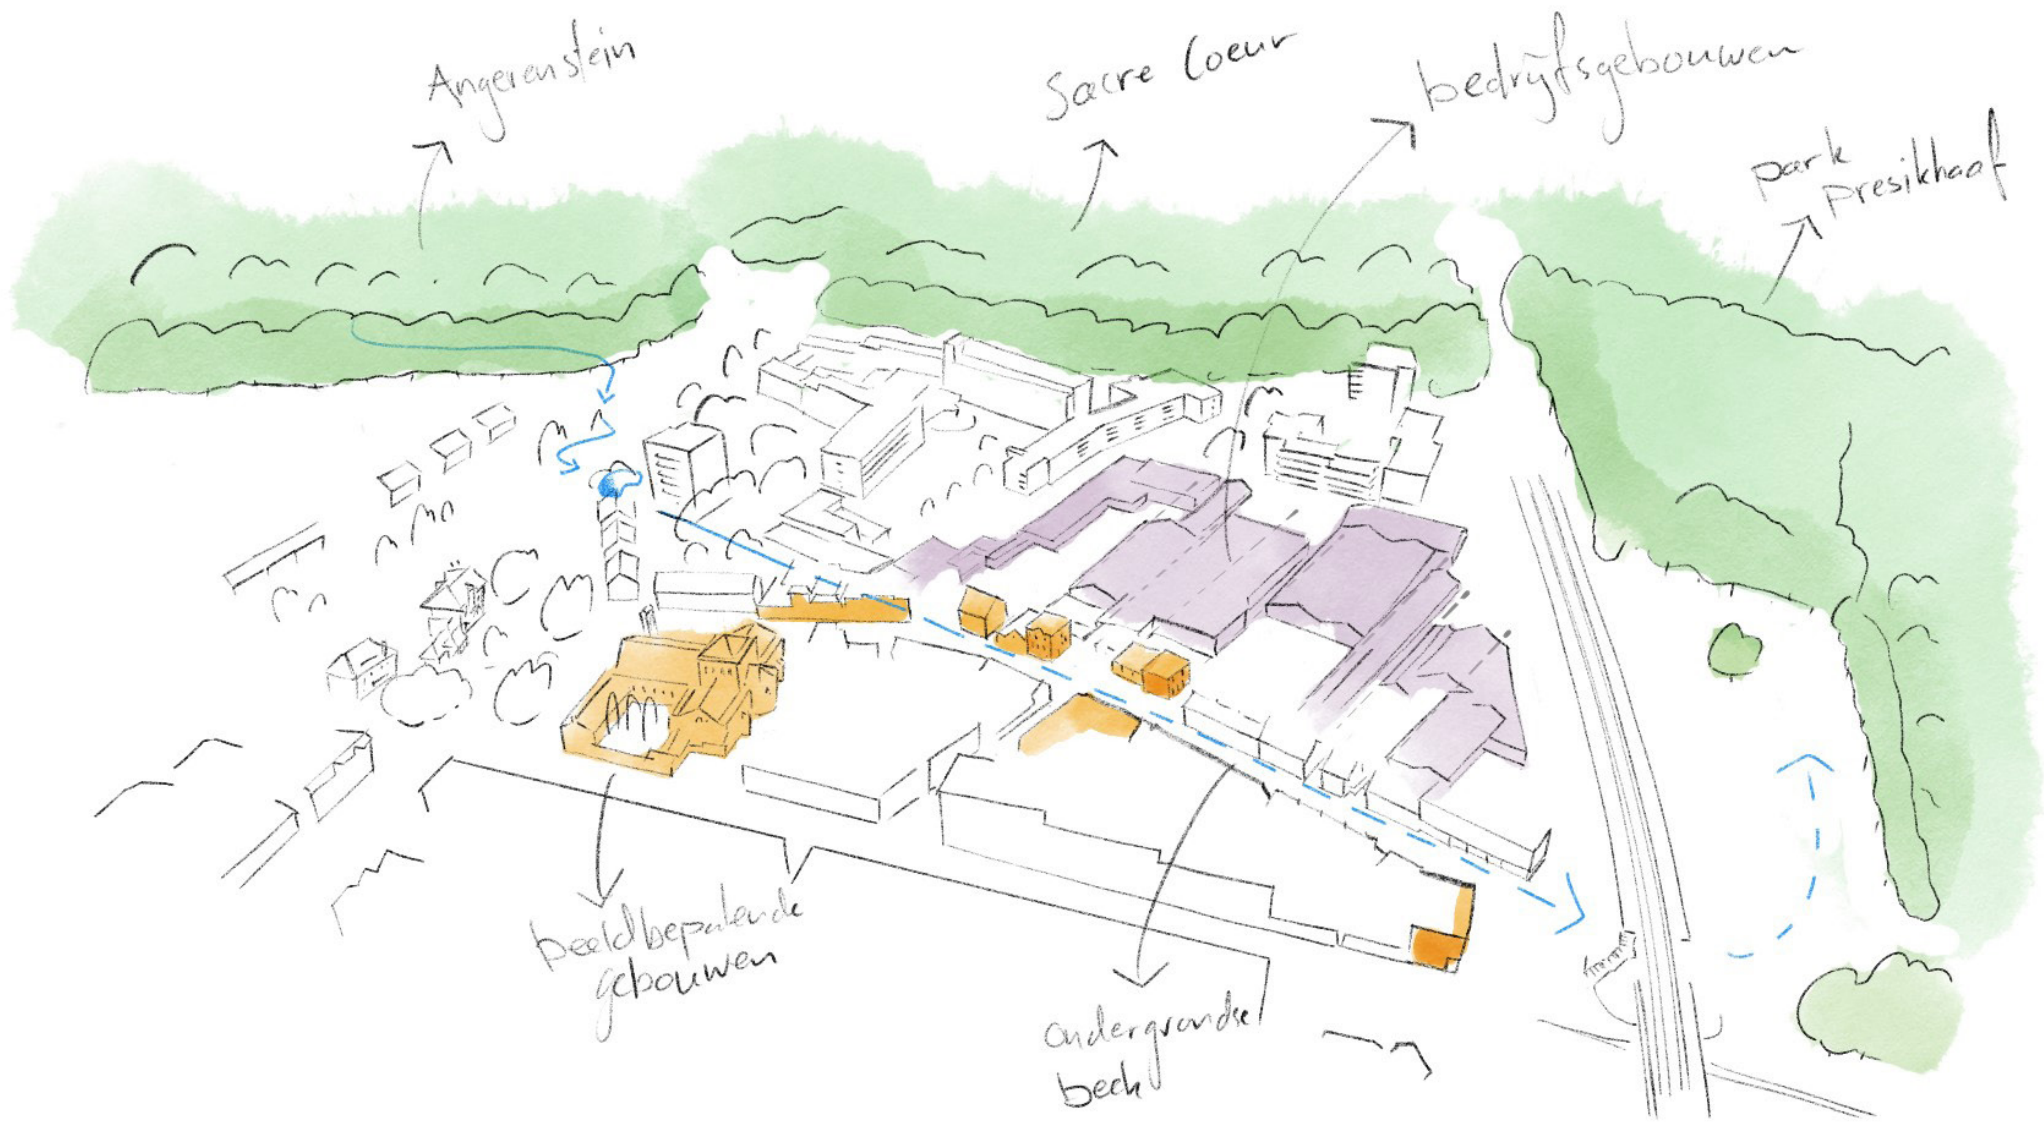 Angerenstein
Sacre Coeur
bedrijfsgebouwen
park
presikhaaf
beeldbepalende
gebouwen
ondergrondse
beek